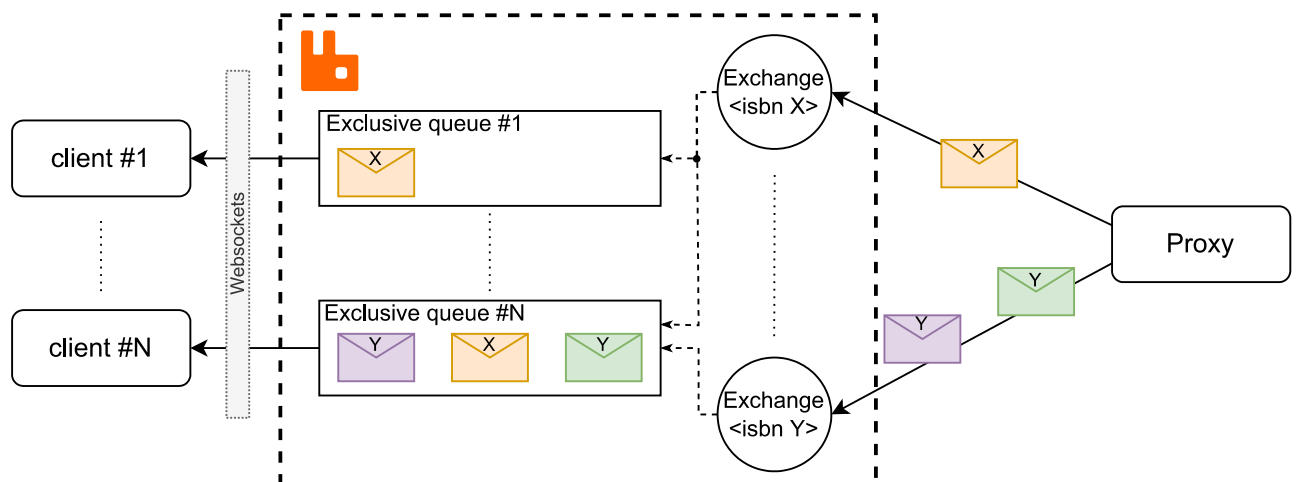 client #1
client #N
Websockets
Exclusive queue #1
X
Exclusive queue #N
Y
X
Y
Exchange
<isbn X>
Exchange
<isbn Y>
X
Y
Y
Proxy